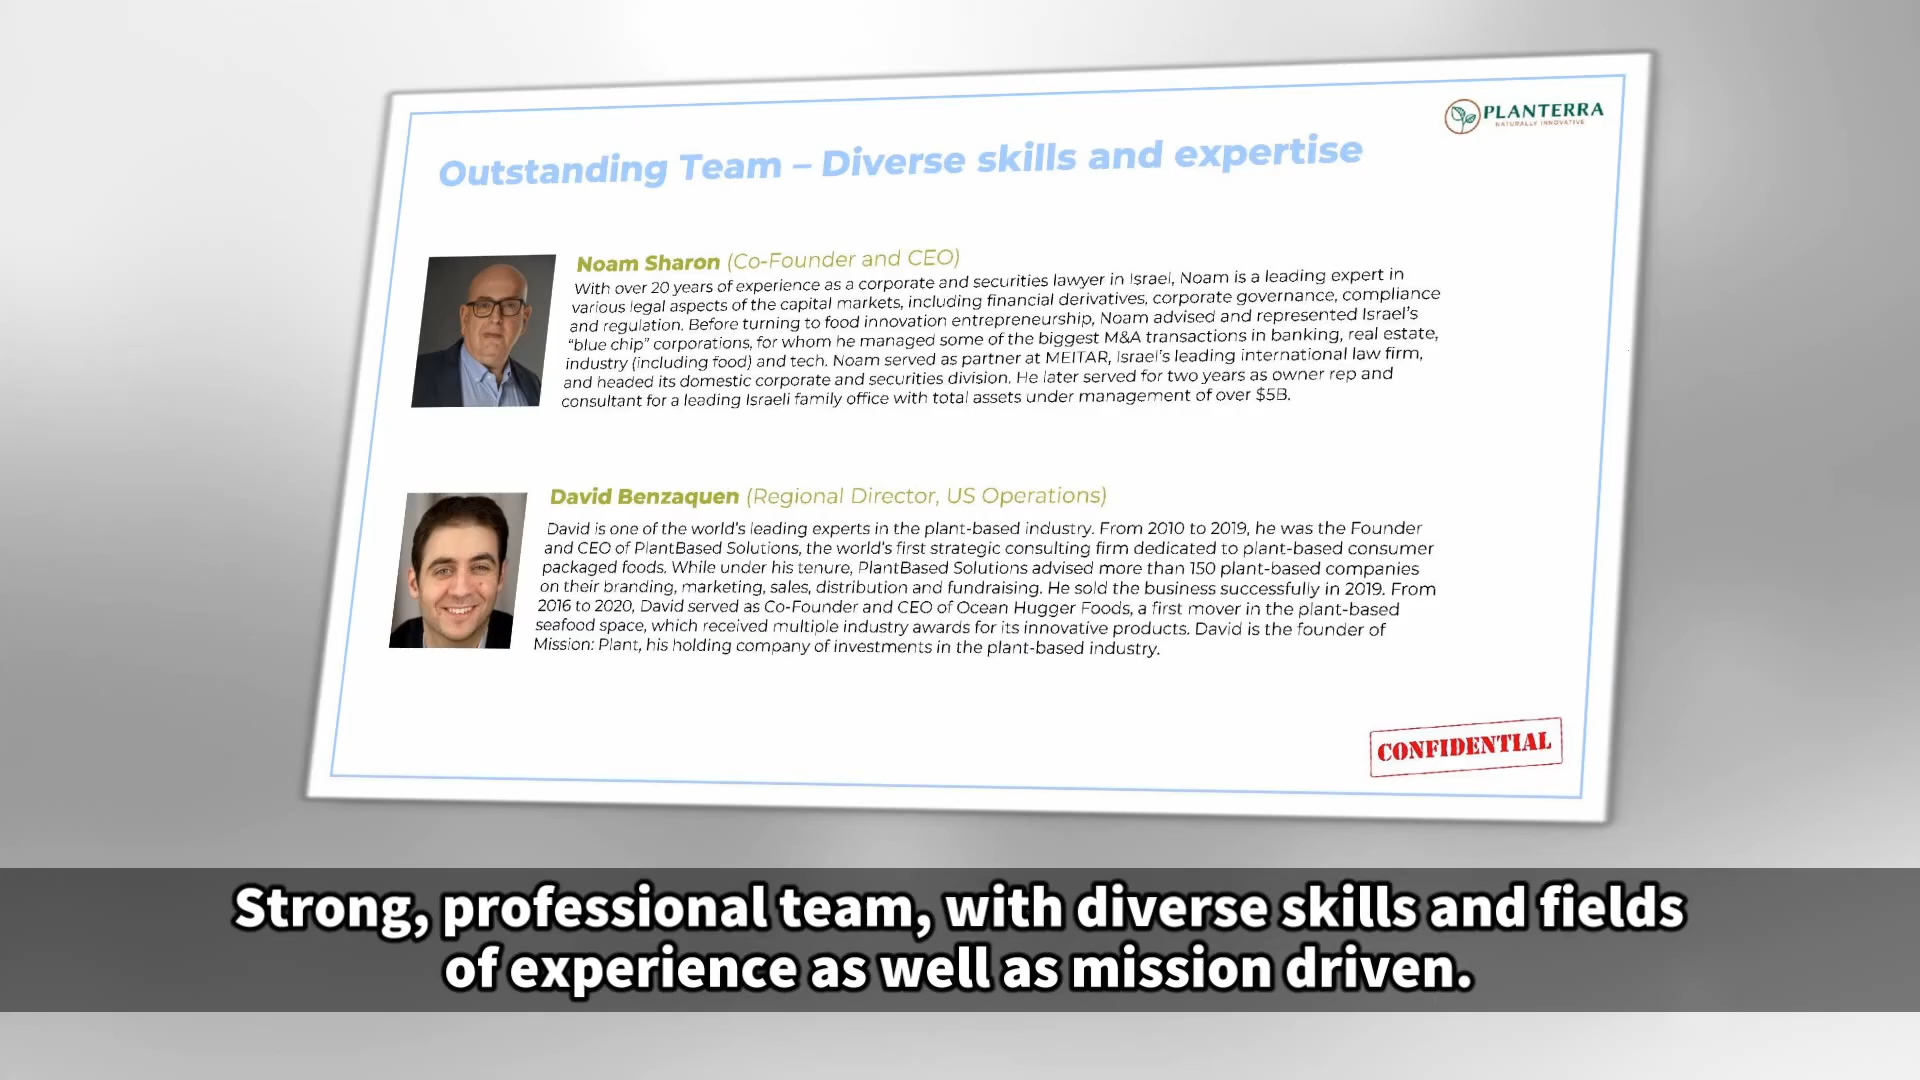 PLANTERRA
NATURALLY INNOVATIVE
Outstanding Team – Diverse skills and expertise
Noam Sharon (Co-Founder and CEO)
With over 20 years of experience as a corporate and securities lawyer in Israel, Noam is a leading expert in
various legal aspects of the capital markets, including financial derivatives, corporate governance, compliance
and regulation. Before turning to food innovation entrepreneurship, Noam advised and represented Israel's
"blue chip" corporations, for whom he managed some of the biggest M&A transactions in banking, real estate,
industry (including food) and tech. Noam served as partner at MEITAR, Israel's leading international law firm,
and headed its domestic corporate and securities division. He later served for two years as owner rep and
consultant for a leading Israeli family office with total assets under management of over $5B.
David Benzaquen (Regional Director, US Operations)
David is one of the world's leading experts in the plant-based industry. From 2010 to 2019, he was the Founder
and CEO of PlantBased Solutions, the world's first strategic consulting firm dedicated to plant-based consumer
packaged foods. While under his tenure, PlantBased Solutions advised more than 150 plant-based companies
on their branding, marketing, sales, distribution and fundraising. He sold the business successfully in 2019. From
2016 to 2020, David served as Co-Founder and CEO of Ocean Hugger Foods, a first mover in the plant-based
seafood space, which received multiple industry awards for its innovative products. David is the founder of
Mission: Plant, his holding company of investments in the plant-based industry.
CONFIDENTIAL
Strong, professional team, with diverse skills and fields
of experience as well as mission driven.